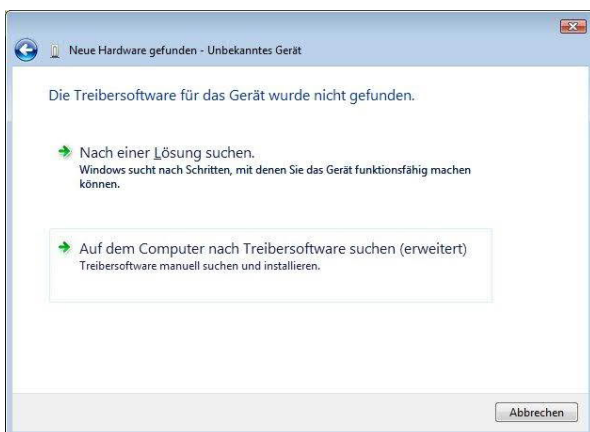 Neue Hardware gefunden - Unbekanntes Gerät
Die Treibersoftware für das Gerät wurde nicht gefunden.
Nach einer Lösung suchen.
Windows sucht nach Schritten, mit denen Sie das Gerät funktionsfähig machen
können.
Auf dem Computer nach Treibersoftware suchen (erweitert)
Treibersoftware manuell suchen und installieren.
Abbrechen